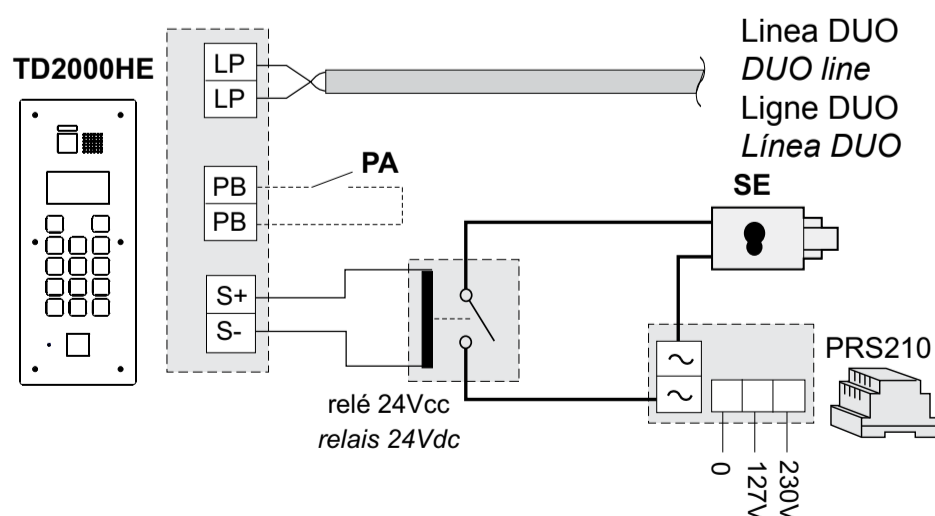 TD2000HE
LP
LP
PB
PB
S+
S-
PA
Linea DUO
DUO line
Ligne DUO
Línea DUO
SE
relé 24Vcc
relais 24Vdc
~
~
PRS210
0
127V
230V